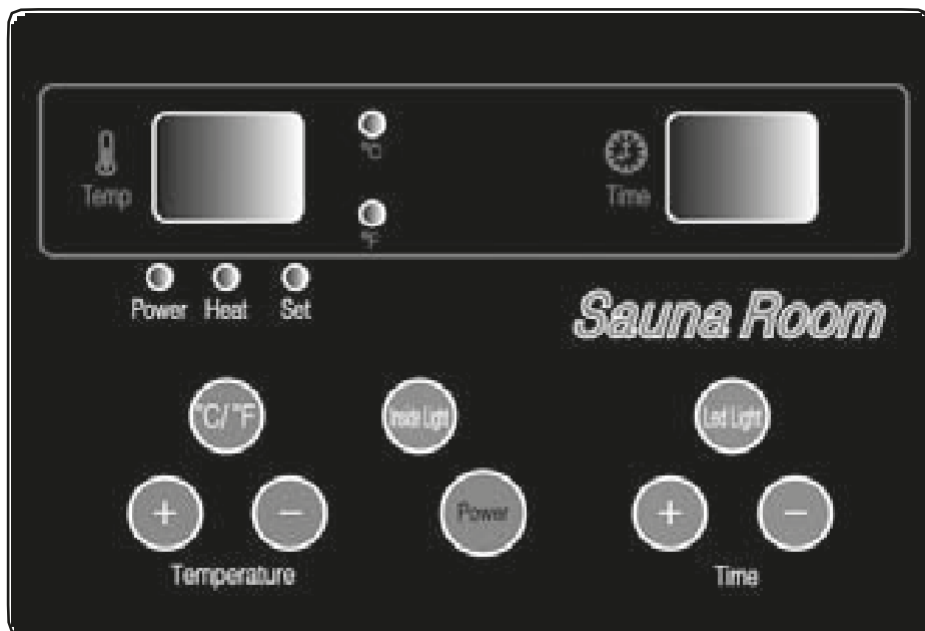 °C
Temp
Time
°F
Power Heat Set
Sauna Room
°C/°F
Inside Light
Led Light
+ − Power + −
Temperature
Time